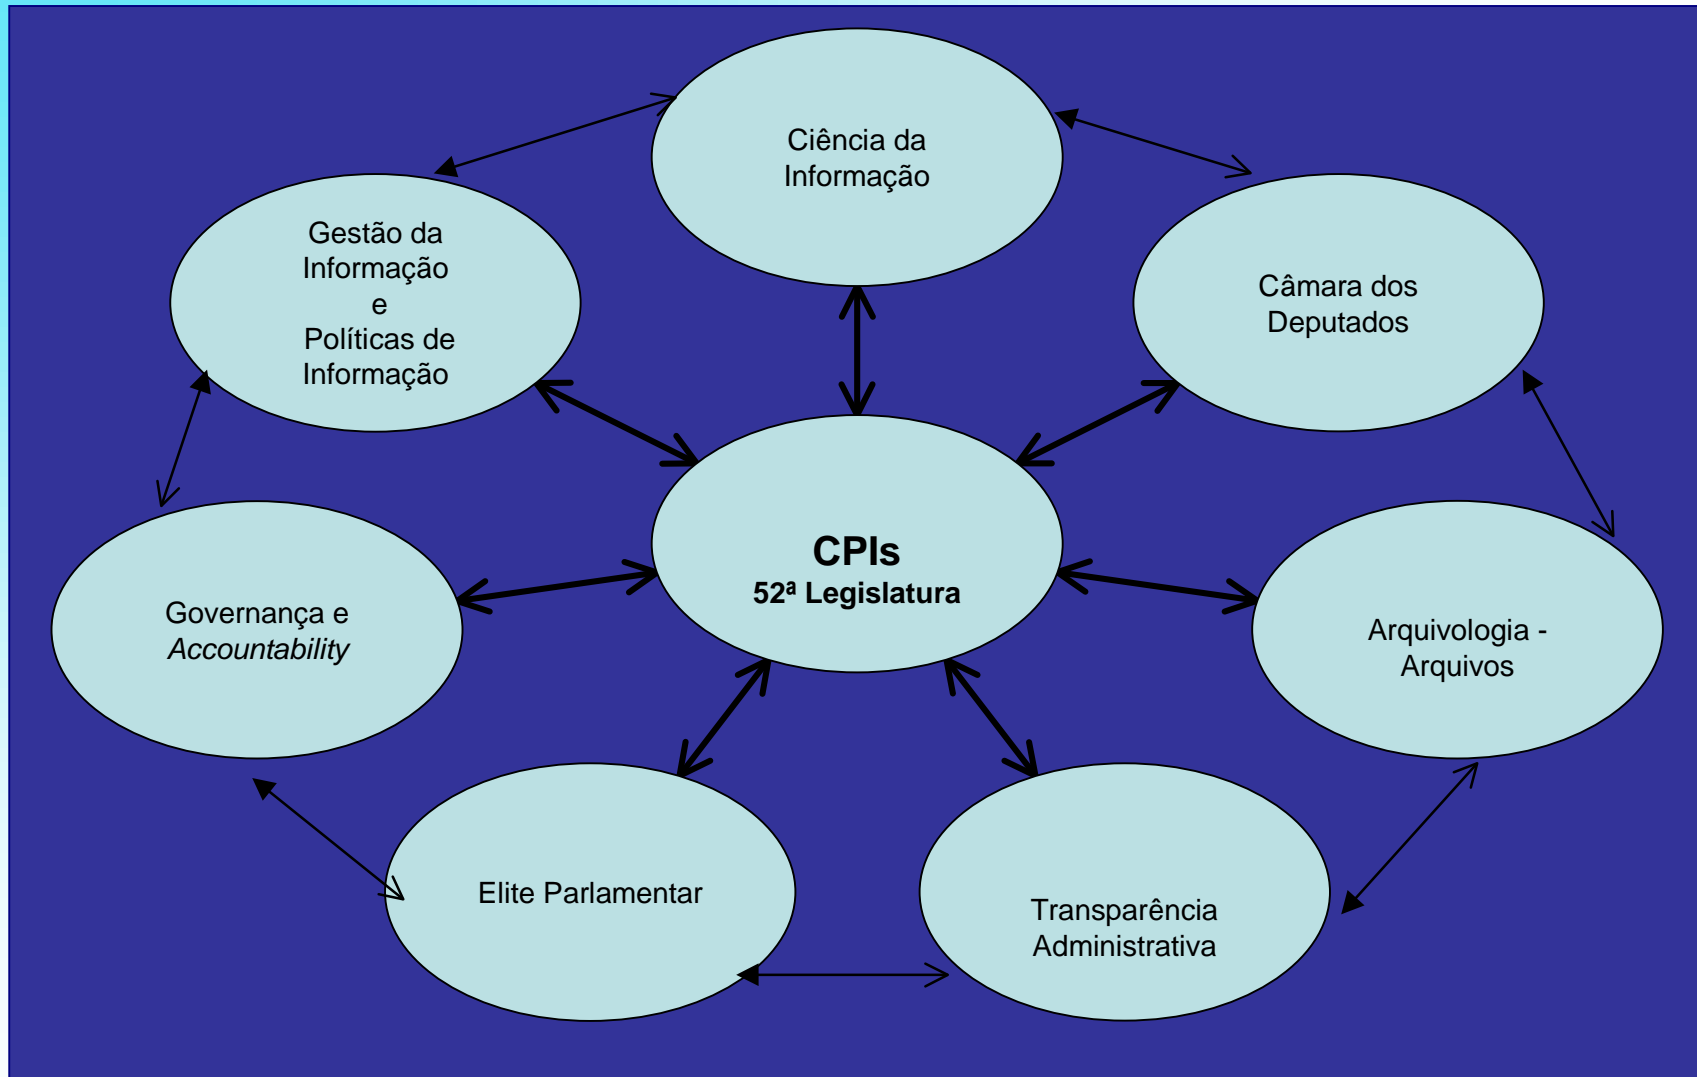 Ciência da
Informação
Gestão da
Informação
e
Políticas de
Informação
Câmara dos
Deputados
CPIs
52ª Legislatura
Governança e
Accountability
Arquivologia -
Arquivos
Elite Parlamentar
Transparência
Administrativa